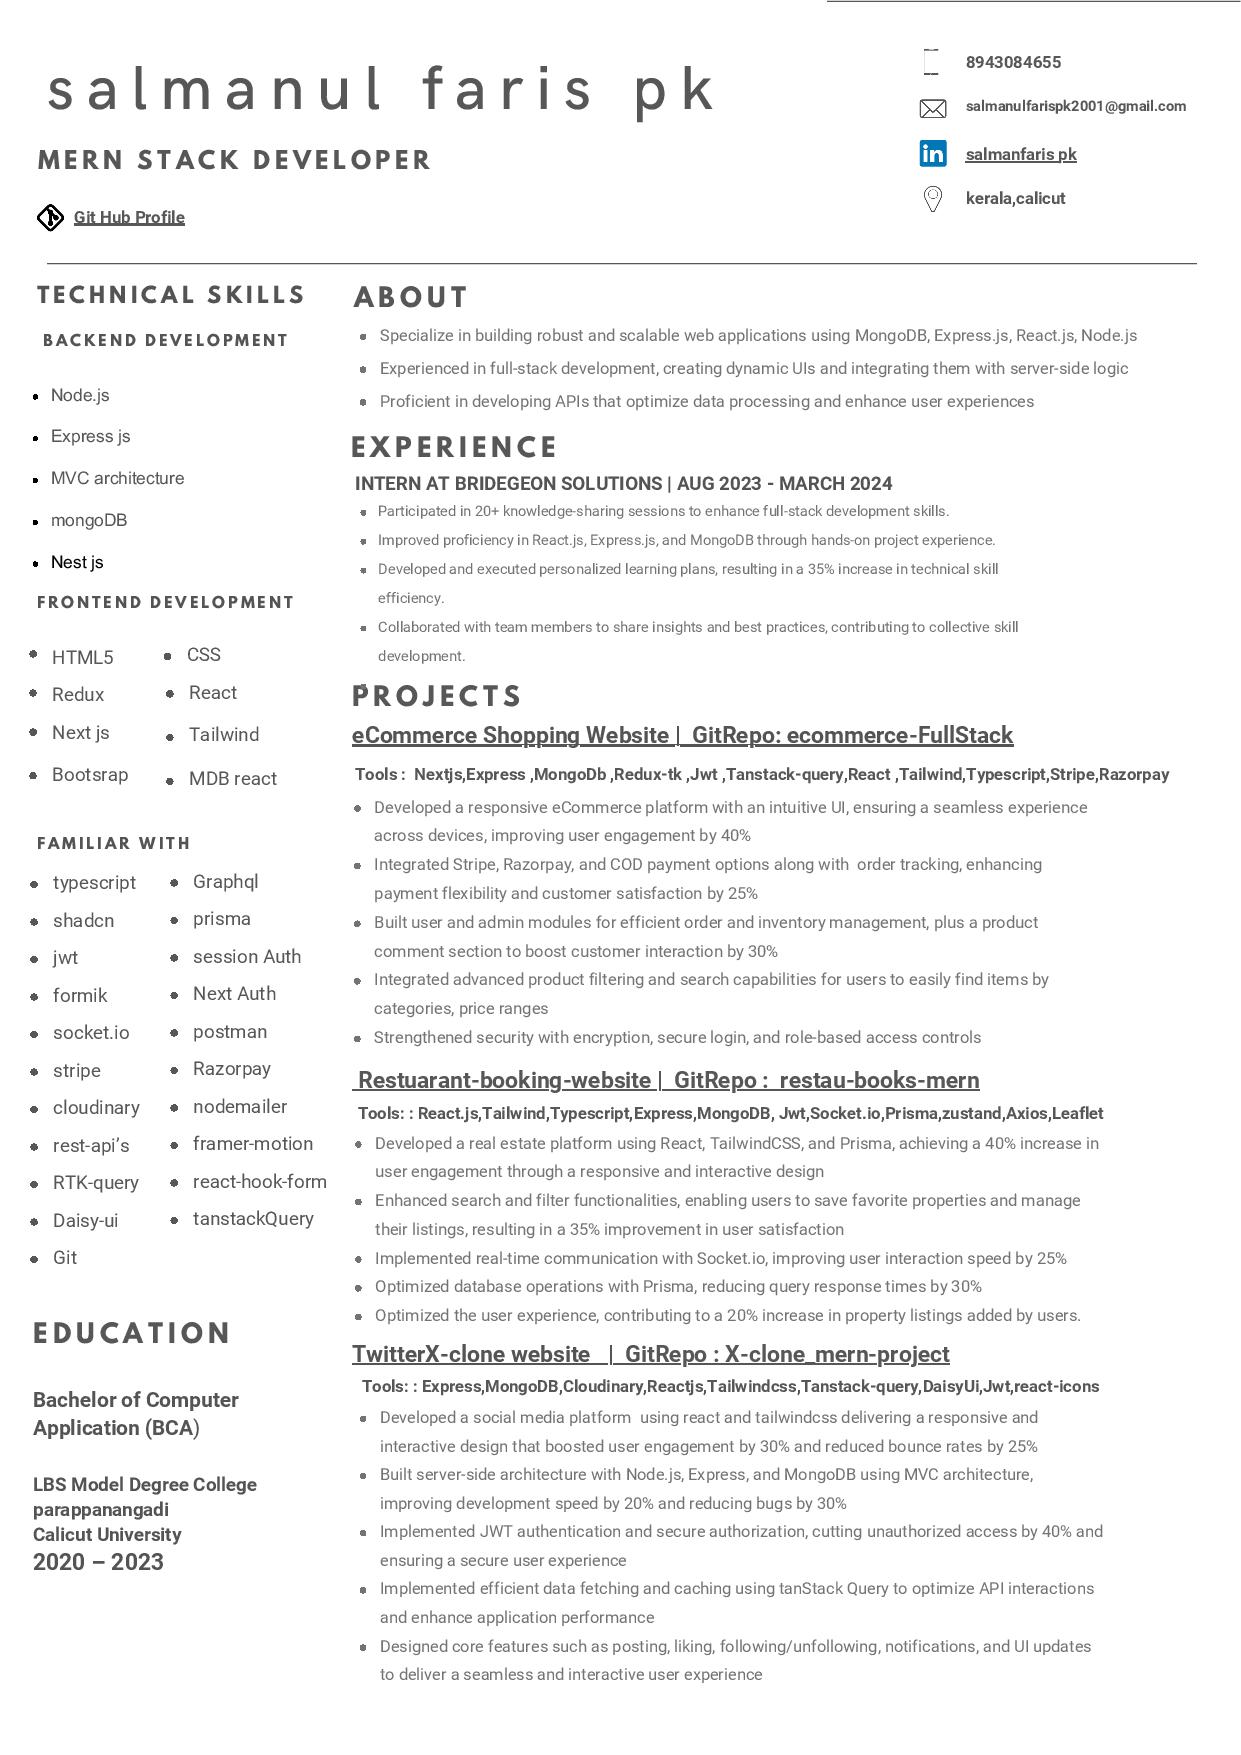 salmanul faris pk
MERN STACK DEVELOPER
Git Hub Profile
8943084655
salmanulfarispk2001@gmail.com
salmanfaris pk
kerala,calicut
TECHNICAL SKILLS
BACKEND DEVELOPMENT
Node.js
Express js
MVC architecture
mongoDB
Nest js
FRONTEND DEVELOPMENT
HTML5
CSS
Redux
React
Next js
Tailwind
Bootsrap
MDB react
FAMILIAR WITH
typescript
Graphql
shadcn
prisma
jwt
session Auth
formik
Next Auth
socket.io
postman
stripe
Razorpay
cloudinary
nodemailer
rest-api’s
framer-motion
RTK-query
react-hook-form
Daisy-ui
tanstackQuery
Git
EDUCATION
Bachelor of Computer
Application (BCA)
LBS Model Degree College
parappanangadi
Calicut University
2020 – 2023
ABOUT
Specialize in building robust and scalable web applications using MongoDB, Express.js, React.js, Node.js
Experienced in full-stack development, creating dynamic UIs and integrating them with server-side logic
Proficient in developing APIs that optimize data processing and enhance user experiences
EXPERIENCE
INTERN AT BRIDEGEON SOLUTIONS | AUG 2023 - MARCH 2024
Participated in 20+ knowledge-sharing sessions to enhance full-stack development skills.
Improved proficiency in React.js, Express.js, and MongoDB through hands-on project experience.
Developed and executed personalized learning plans, resulting in a 35% increase in technical skill
efficiency.
Collaborated with team members to share insights and best practices, contributing to collective skill
development.
PROJECTS
eCommerce Shopping Website | GitRepo: ecommerce-FullStack
Tools : Nextjs,Express ,MongoDb ,Redux-tk ,Jwt ,Tanstack-query,React ,Tailwind,Typescript,Stripe,Razorpay
Developed a responsive eCommerce platform with an intuitive UI, ensuring a seamless experience
across devices, improving user engagement by 40%
Integrated Stripe, Razorpay, and COD payment options along with order tracking, enhancing
payment flexibility and customer satisfaction by 25%
Built user and admin modules for efficient order and inventory management, plus a product
comment section to boost customer interaction by 30%
Integrated advanced product filtering and search capabilities for users to easily find items by
categories, price ranges
Strengthened security with encryption, secure login, and role-based access controls
Restuarant-booking-website | GitRepo : restau-books-mern
Tools: : React.js,Tailwind,Typescript,Express,MongoDB, Jwt,Socket.io,Prisma,zustand,Axios,Leaflet
Developed a real estate platform using React, TailwindCSS, and Prisma, achieving a 40% increase in
user engagement through a responsive and interactive design
Enhanced search and filter functionalities, enabling users to save favorite properties and manage
their listings, resulting in a 35% improvement in user satisfaction
Implemented real-time communication with Socket.io, improving user interaction speed by 25%
Optimized database operations with Prisma, reducing query response times by 30%
Optimized the user experience, contributing to a 20% increase in property listings added by users.
TwitterX-clone website | GitRepo : X-clone_mern-project
Tools: : Express,MongoDB,Cloudinary,Reactjs,Tailwindcss,Tanstack-query,DaisyUi,Jwt,react-icons
Developed a social media platform using react and tailwindcss delivering a responsive and
interactive design that boosted user engagement by 30% and reduced bounce rates by 25%
Built server-side architecture with Node.js, Express, and MongoDB using MVC architecture,
improving development speed by 20% and reducing bugs by 30%
Implemented JWT authentication and secure authorization, cutting unauthorized access by 40% and
ensuring a secure user experience
Implemented efficient data fetching and caching using tanStack Query to optimize API interactions
and enhance application performance
Designed core features such as posting, liking, following/unfollowing, notifications, and UI updates
to deliver a seamless and interactive user experience